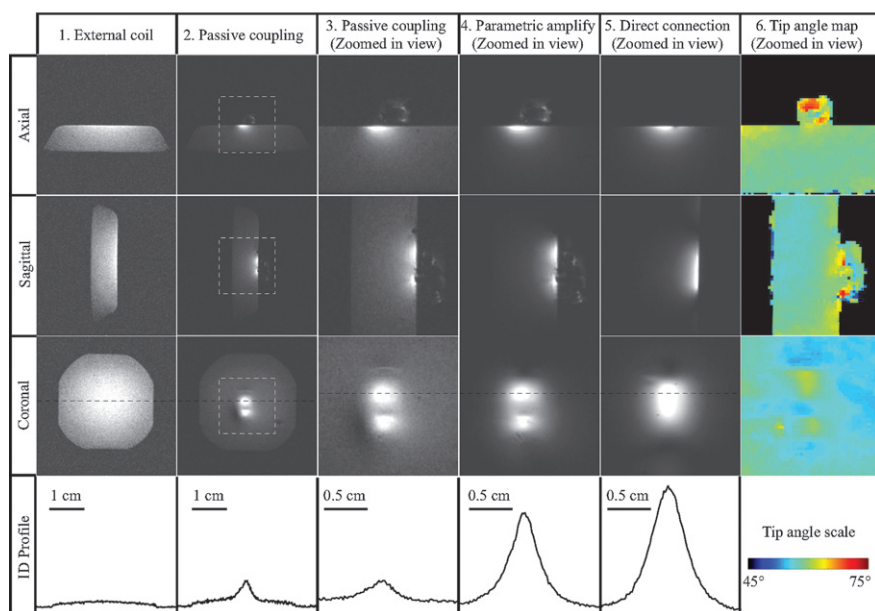 1. External coil
2. Passive coupling
3. Passive coupling
(Zoomed in view)
4. Parametric amplify
(Zoomed in view)
5. Direct connection
(Zoomed in view)
6. Tip angle map
(Zoomed in view)
Axial
Sagittal
Coronal
ID Profile
1 cm
1 cm
0.5 cm
0.5 cm
0.5 cm
Tip angle scale
45°
75°